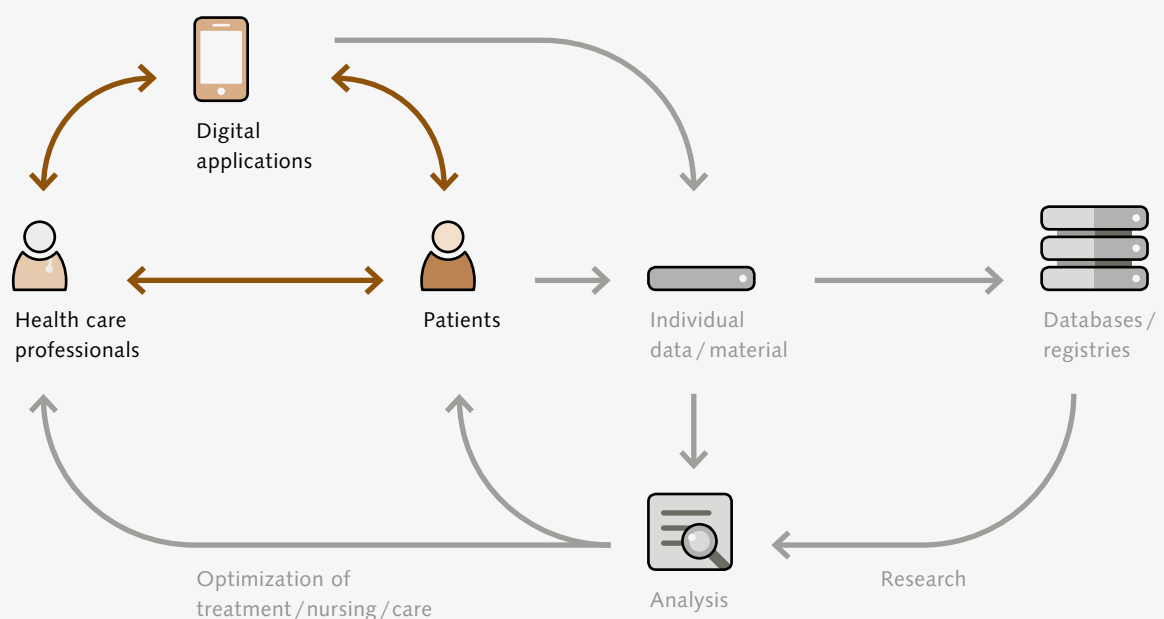 Digital
applications
Health care
professionals
Patients
Individual
data / material
Databases /
registries
Optimization of
treatment / nursing / care
Analysis
Research